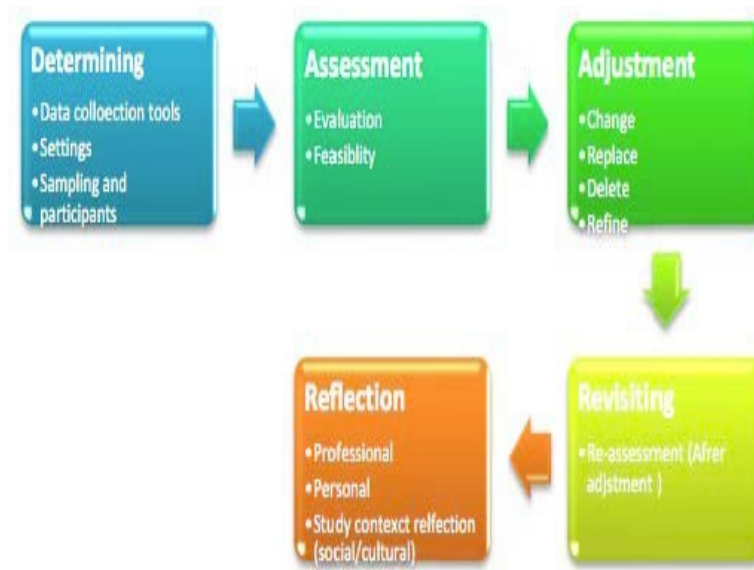 Determining
•Data colloection tools
•Settings
•Sampling and
participants
Assessment
•Evaluation
•Feasiblity
Adjustment
•Change
•Replace
•Delete
•Refine
Reflection
•Professional
•Personal
•Study contexct relfection
(social/cultural)
Revisiting
•Re-assessment (Afrer
adjstment )